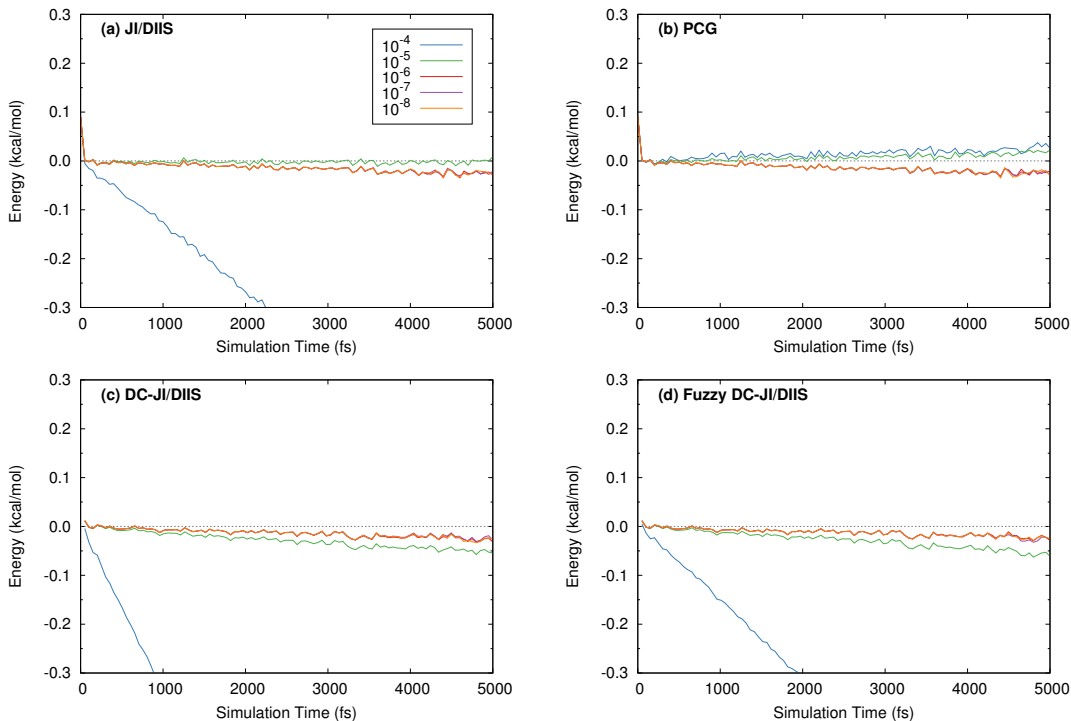 (a) JI/DIIS
10^-4
10^-5
10^-6
10^-7
10^-8
0.3
0.2
0.1
0.0
-0.1
-0.2
-0.3
Energy (kcal/mol)
0 1000 2000 3000 4000 5000
Simulation Time (fs)
(b) PCG
0.3
0.2
0.1
0.0
-0.1
-0.2
-0.3
Energy (kcal/mol)
0 1000 2000 3000 4000 5000
Simulation Time (fs)
(c) DC-JI/DIIS
0.3
0.2
0.1
0.0
-0.1
-0.2
-0.3
Energy (kcal/mol)
0 1000 2000 3000 4000 5000
Simulation Time (fs)
(d) Fuzzy DC-JI/DIIS
0.3
0.2
0.1
0.0
-0.1
-0.2
-0.3
Energy (kcal/mol)
0 1000 2000 3000 4000 5000
Simulation Time (fs)